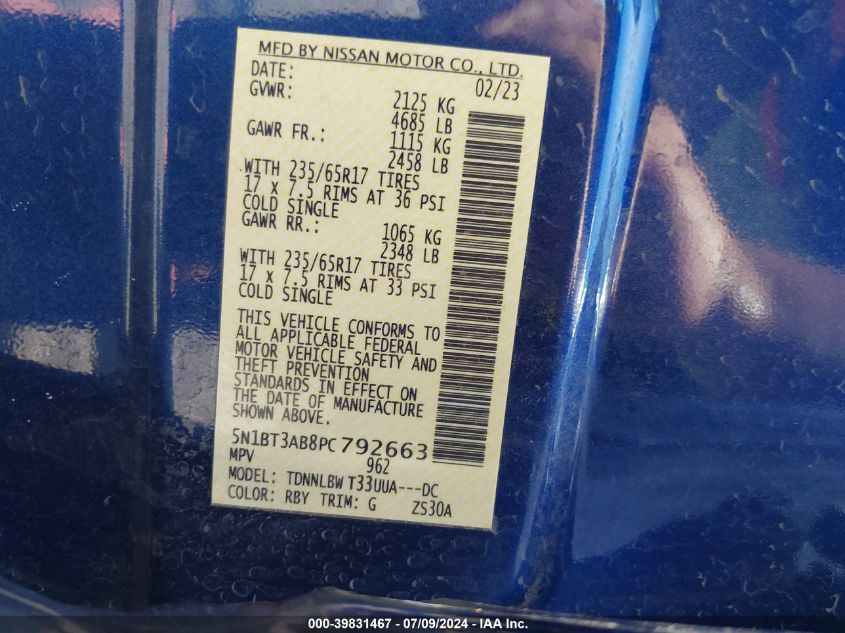 MFD BY NISSAN MOTOR CO., LTD.
DATE: 02/23
GVWR: 2125 KG
4685 LB
GAWR FR.: 1115 KG
2458 LB
WITH 235/65R17 TIRES
17 x 7.5 RIMS AT 36 PSI
COLD SINGLE
GAWR RR.: 1065 KG
2348 LB
WITH 235/65R17 TIRES
17 x 7.5 RIMS AT 33 PSI
COLD SINGLE
THIS VEHICLE CONFORMS TO
ALL APPLICABLE FEDERAL
MOTOR VEHICLE SAFETY AND
THEFT PREVENTION
STANDARDS IN EFFECT ON
THE DATE OF MANUFACTURE
SHOWN ABOVE.
5N1BT3AB8PC792663
MPV 962
MODEL: TDNNLBW T33UUA---DC
COLOR: RBY TRIM: G ZS30A
000-39831467 - 07/09/2024 - IAA Inc.